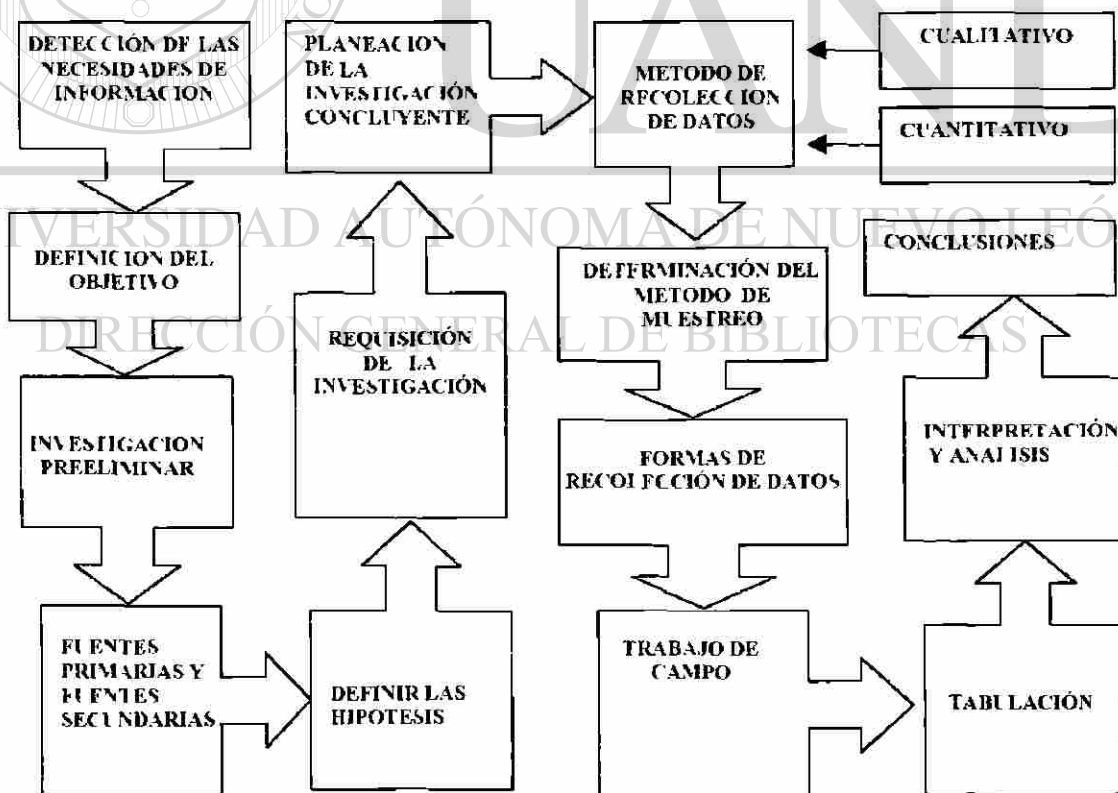 UANL
DETECCIÓN DE LAS
NECESIDADES DE
INFORMACION
DEFINICION DEL
OBJETIVO
INVESTIGACION
PREELIMINAR
FUENTES
PRIMARIAS Y
FUENTES
SECUNDARIAS
DEFINIR LAS
HIPOTESIS
REQUISICIÓN
DE LA
INVESTIGACIÓN
PLANEACION
DE LA
INVESTIGACIÓN
CONCLUYENTE
METODO DE
RECOLECCION
DE DATOS
CUALITATIVO
CUANTITATIVO
DETERMINACIÓN DEL
METODO DE
MUESTREO
FORMAS DE
RECOLECCIÓN DE DATOS
TRABAJO DE
CAMPO
TABULACIÓN
INTERPRETACIÓN
Y ANALISIS
CONCLUSIONES
IVERSIDAD AUTÓNOMA DE NUEVO LEÓ
DIRECCIÓN GENERAL DE BIBLIOTECAS